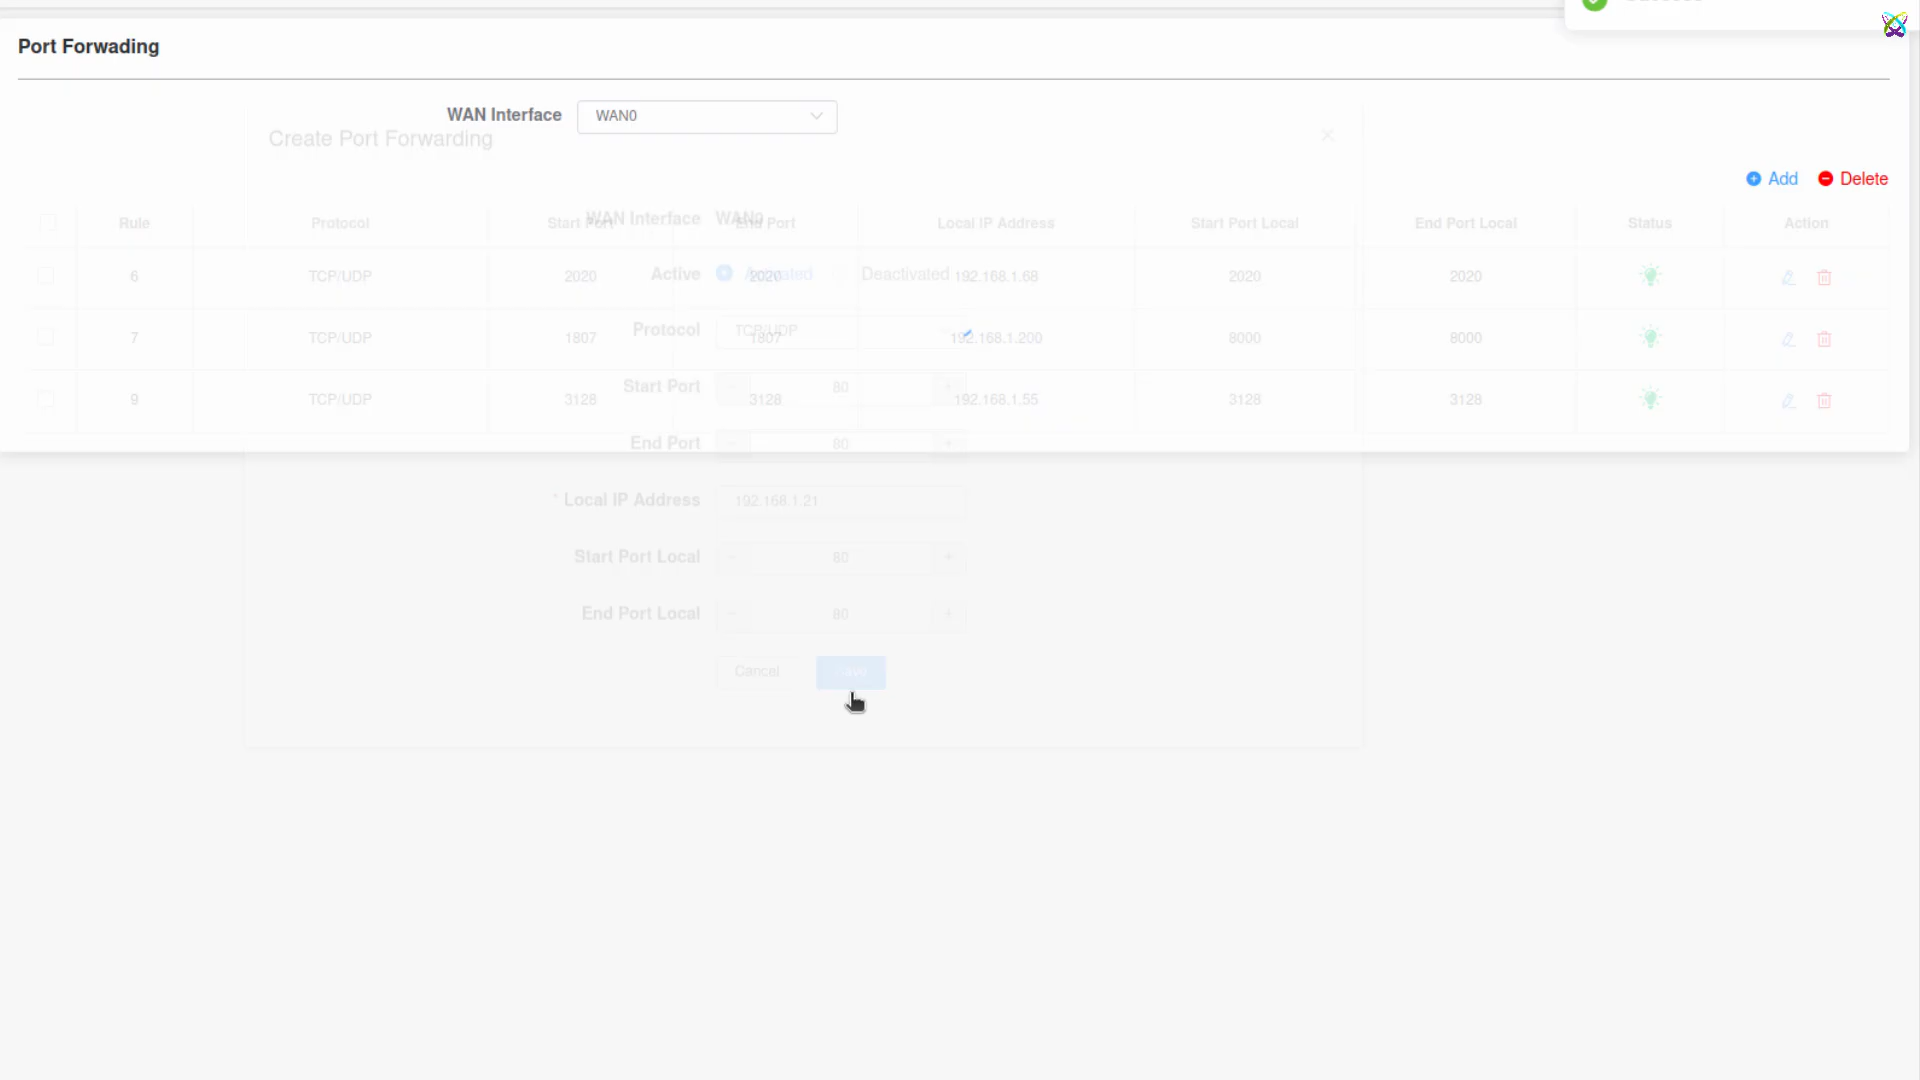 Success
Port Forwading
WAN Interface WAN0
Create Port Forwarding
Add Delete
Rule Protocol Start Port End Port Local IP Address Start Port Local End Port Local Status Action
WAN Interface WAN0
6 TCP/UDP 2020 2020 192.168.1.68 2020 2020
Active Activated Deactivated
Protocol TCP/UDP
7 TCP/UDP 1807 1807 192.168.1.200 8000 8000
Start Port - 80 +
9 TCP/UDP 3128 3128 192.168.1.55 3128 3128
End Port - 80 +
* Local IP Address 192.168.1.21
Start Port Local - 80 +
End Port Local - 80 +
Cancel Save